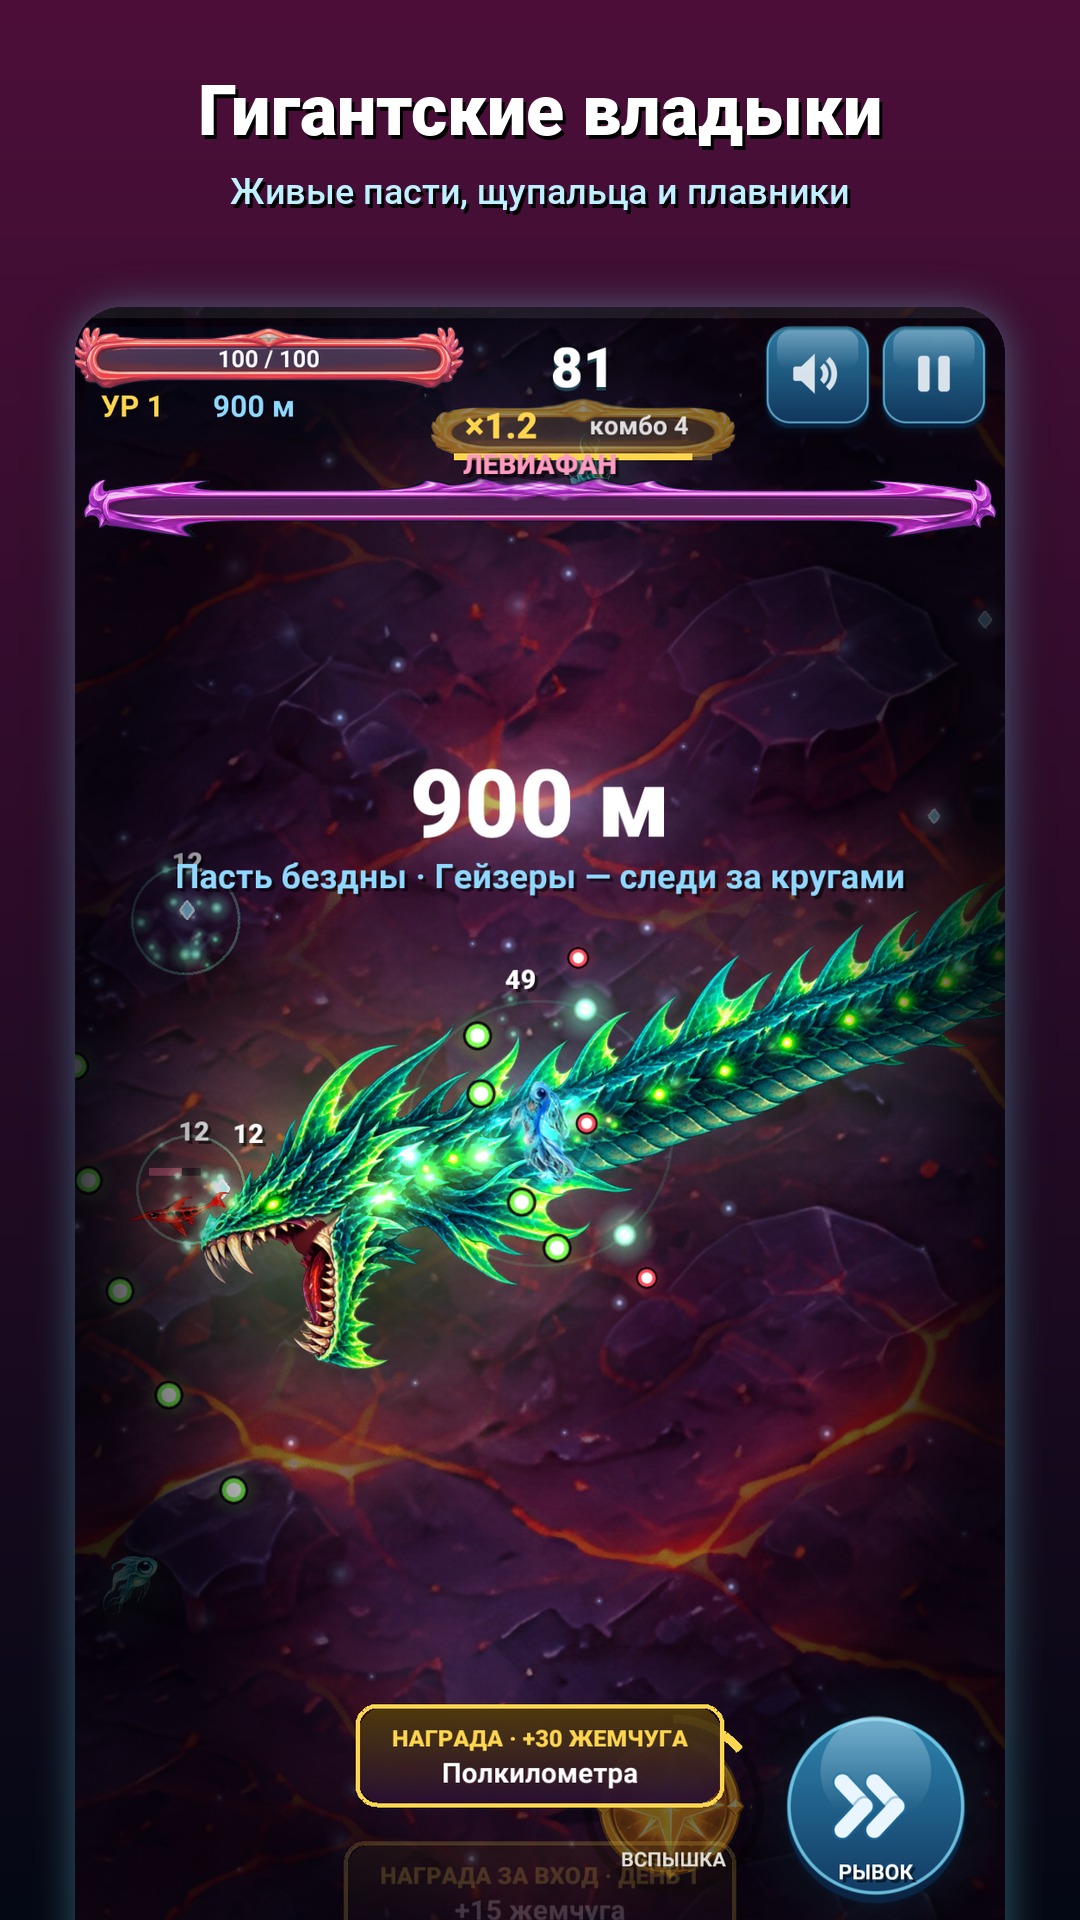 Гигантские владыки
Живые пасти, щупальца и плавники
100 / 100
81
УР 1 900 м
×1.2 комбо 4
ЛЕВИАФАН
900 м
12
Пасть бездны · Гейзеры — следи за кругами
49
12 12
НАГРАДА · +30 ЖЕМЧУГА
Полкилометра
ВСПЫШКА
РЫВОК
НАГРАДА ЗА ВХОД · ДЕНЬ 1
+15 жемчуга